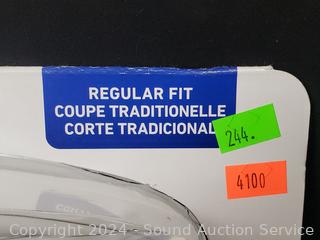 REGULAR FIT
COUPE TRADITIONELLE
CORTE TRADICIONAL
244.
4100
Copyright 2024 - Sound Auction Service